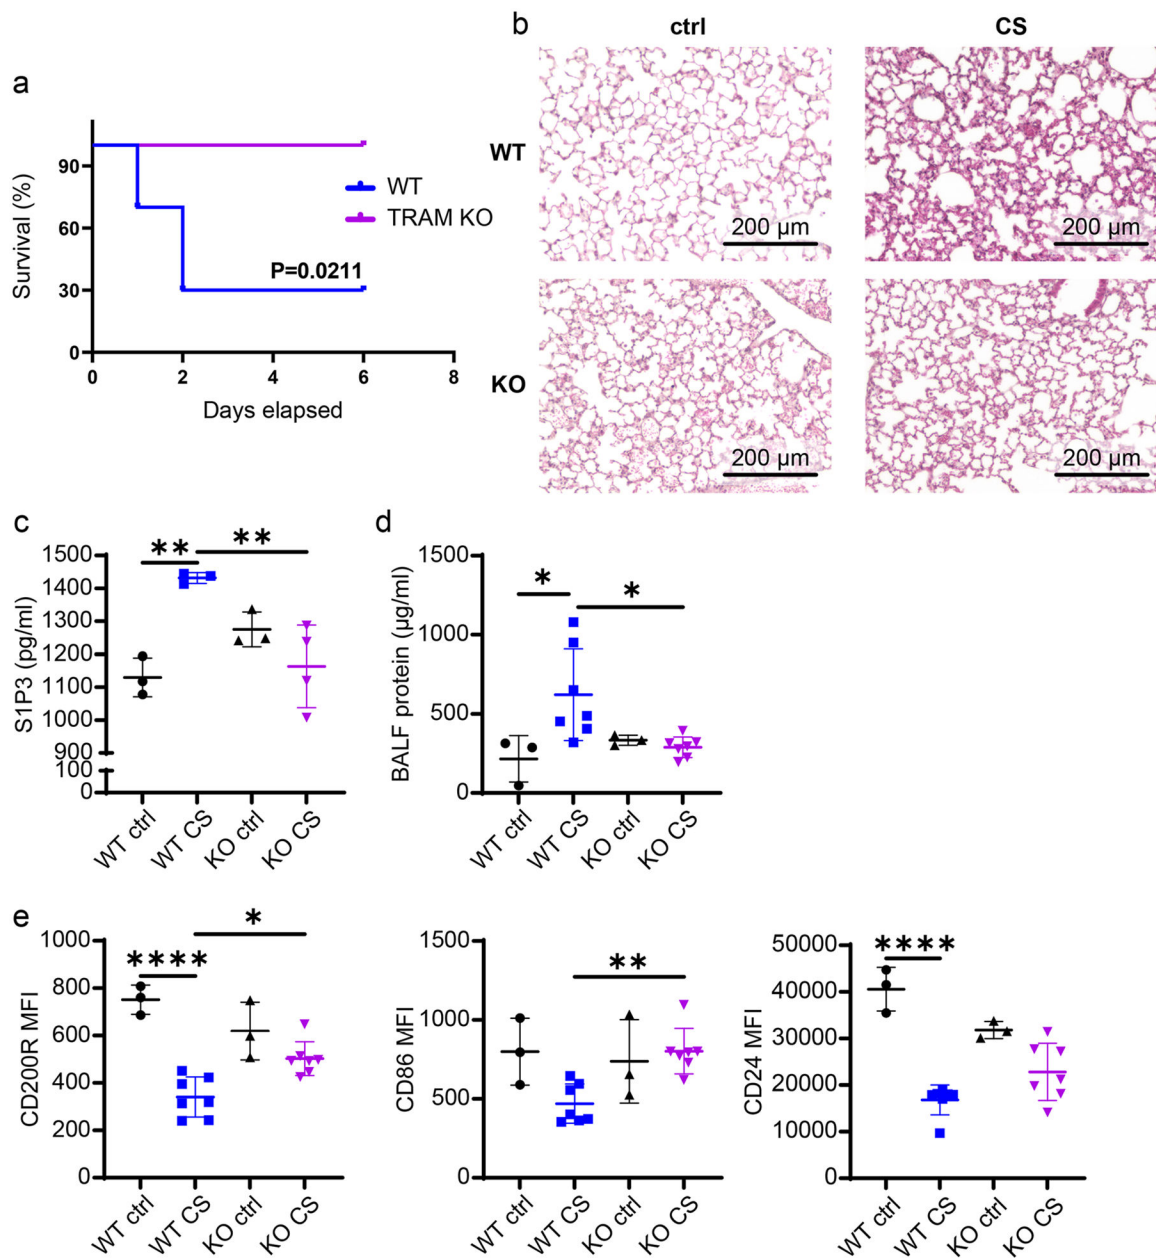 a
90
60
30
0
Survival (%)
0 2 4 6 8
Days elapsed
WT
TRAM KO
P=0.0211
b
ctrl CS
WT
200 µm 200 µm
KO
200 µm 200 µm
c
** **
1500
1400
1300
1200
1100
1000
900
100
0
S1P3 (pg/ml)
WT ctrl WT CS KO ctrl KO CS
d
* *
1500
1000
500
0
BALF protein (µg/ml)
WT ctrl WT CS KO ctrl KO CS
e
**** *
1000
800
600
400
200
0
CD200R MFI
WT ctrl WT CS KO ctrl KO CS
**
1500
1000
500
0
CD86 MFI
WT ctrl WT CS KO ctrl KO CS
****
50000
40000
30000
20000
10000
0
CD24 MFI
WT ctrl WT CS KO ctrl KO CS